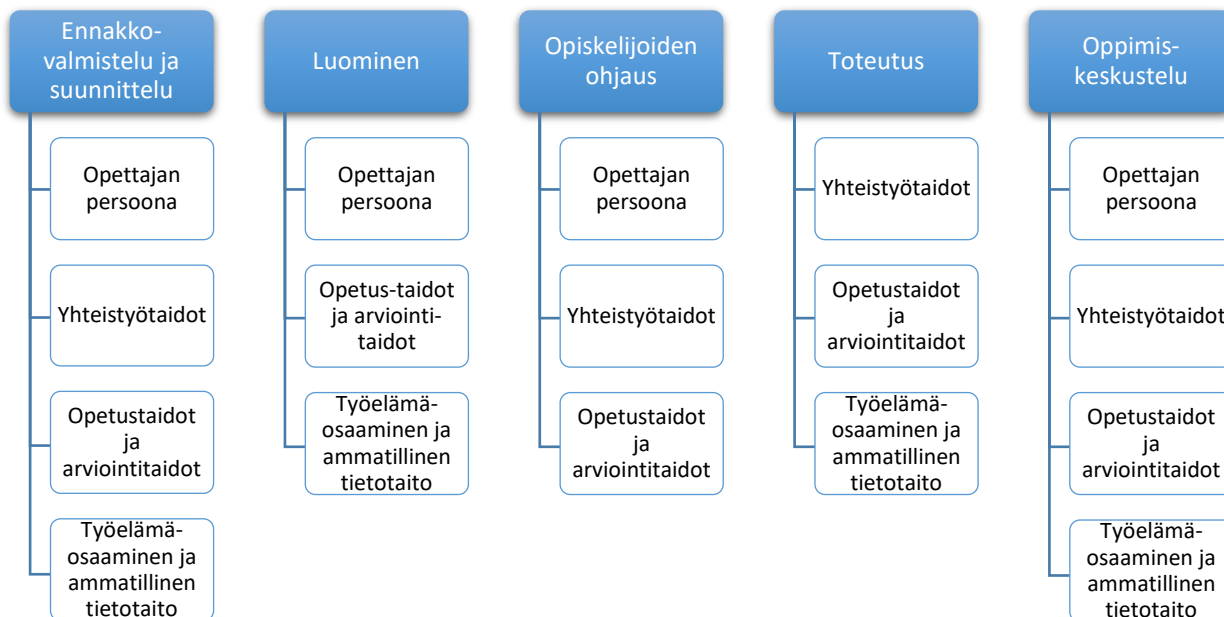 Ennakko-
valmistelu ja
suunnittelu
Opettajan
persoona
Yhteistyötaidot
Opetustaidot
ja
arviointitaidot
Työelämä-
osaaminen ja
ammatillinen
tietotaito
Luominen
Opettajan
persoona
Opetus-taidot
ja arviointi-
taidot
Työelämä-
osaaminen ja
ammatillinen
tietotaito
Opiskelijoiden
ohjaus
Opettajan
persoona
Yhteistyötaidot
Opetustaidot
ja
arviointitaidot
Toteutus
Yhteistyötaidot
Opetustaidot
ja
arviointitaidot
Työelämä-
osaaminen ja
ammatillinen
tietotaito
Oppimis-
keskustelu
Opettajan
persoona
Yhteistyötaidot
Opetustaidot
ja
arviointitaidot
Työelämä-
osaaminen ja
ammatillinen
tietotaito